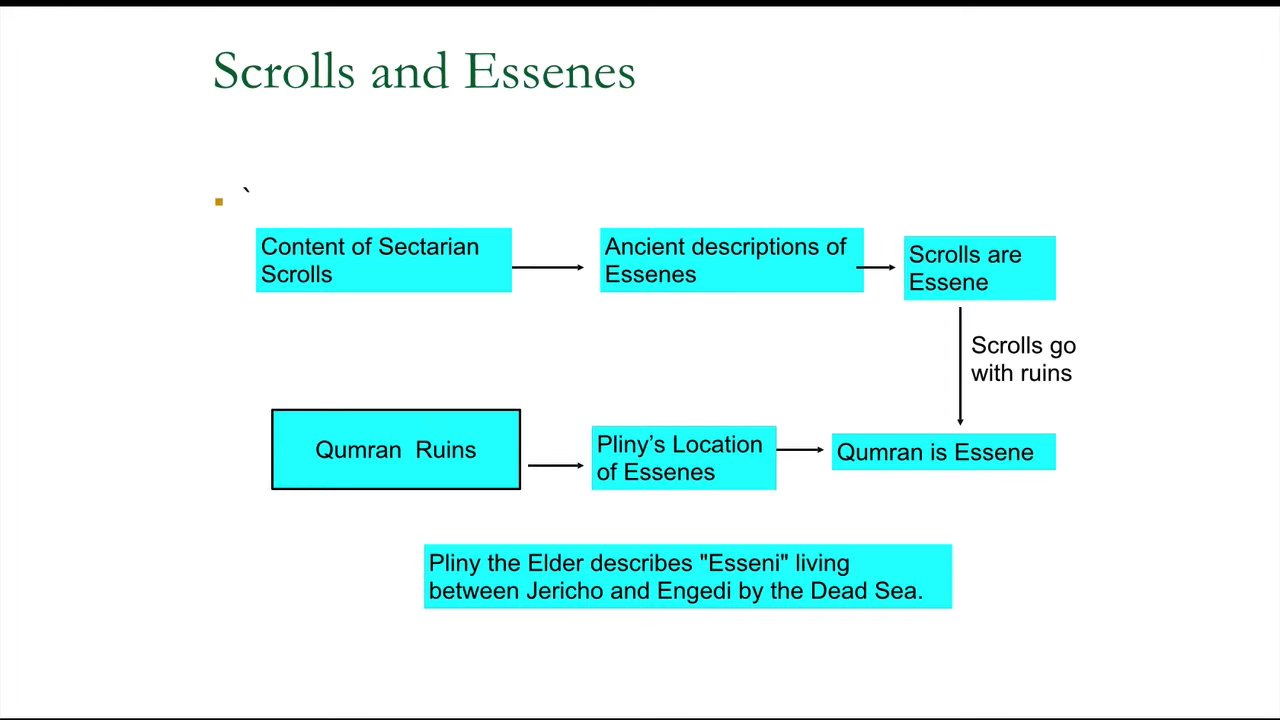 Scrolls and Essenes
`
Content of Sectarian
Scrolls
Ancient descriptions of
Essenes
Scrolls are
Essene
Scrolls go
with ruins
Qumran  Ruins
Pliny’s Location
of Essenes
Qumran is Essene
Pliny the Elder describes "Esseni" living
between Jericho and Engedi by the Dead Sea.